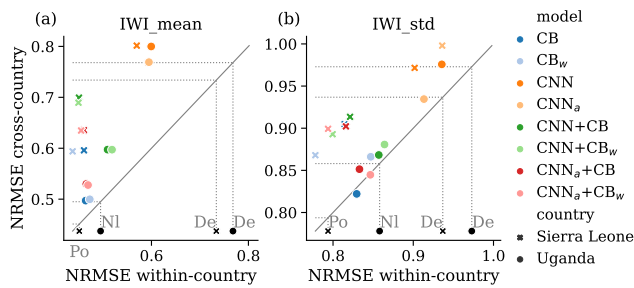 (a)
IWI_mean
(b)
IWI_std
NRMSE cross-country
0.8
0.7
0.6
0.5
1.00
0.95
0.90
0.85
0.80
Po
Nl
De
De
Po
Nl
De
De
0.6
0.8
0.8
0.9
1.0
NRMSE within-country
NRMSE within-country
model
CB
CB_w
CNN
CNN_a
CNN+CB
CNN+CB_w
CNN_a+CB
CNN_a+CB_w
country
Sierra Leone
Uganda